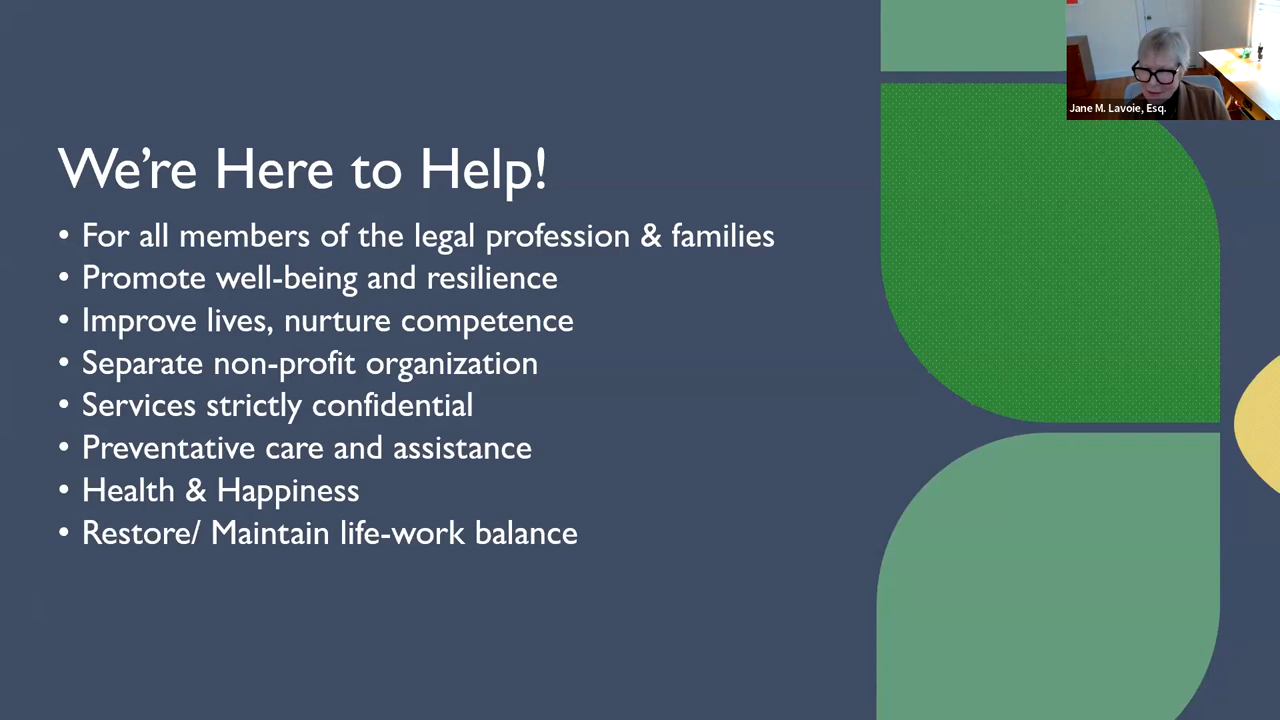 We're Here to Help!
• For all members of the legal profession & families
• Promote well-being and resilience
• Improve lives, nurture competence
• Separate non-profit organization
• Services strictly confidential
• Preventative care and assistance
• Health & Happiness
• Restore/ Maintain life-work balance
Jane M. Lavoie, Esq.